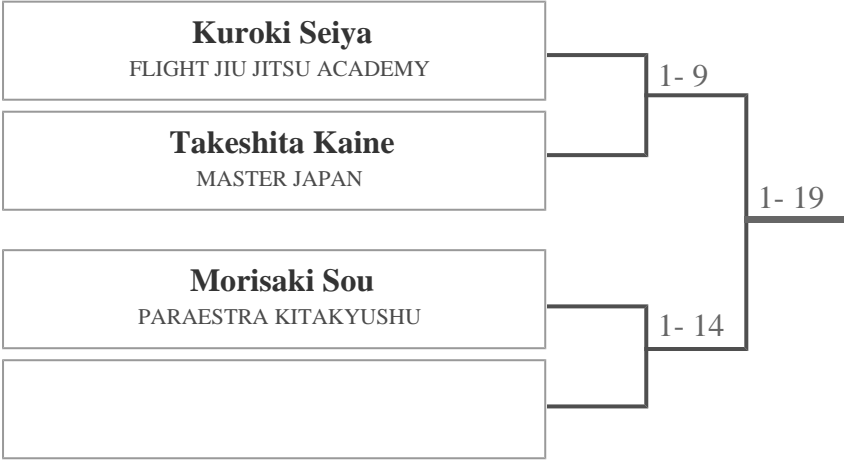 Kuroki Seiya
FLIGHT JIU JITSU ACADEMY
1- 9
Takeshita Kaine
MASTER JAPAN
1- 19
Morisaki Sou
PARAESTRA KITAKYUSHU
1- 14